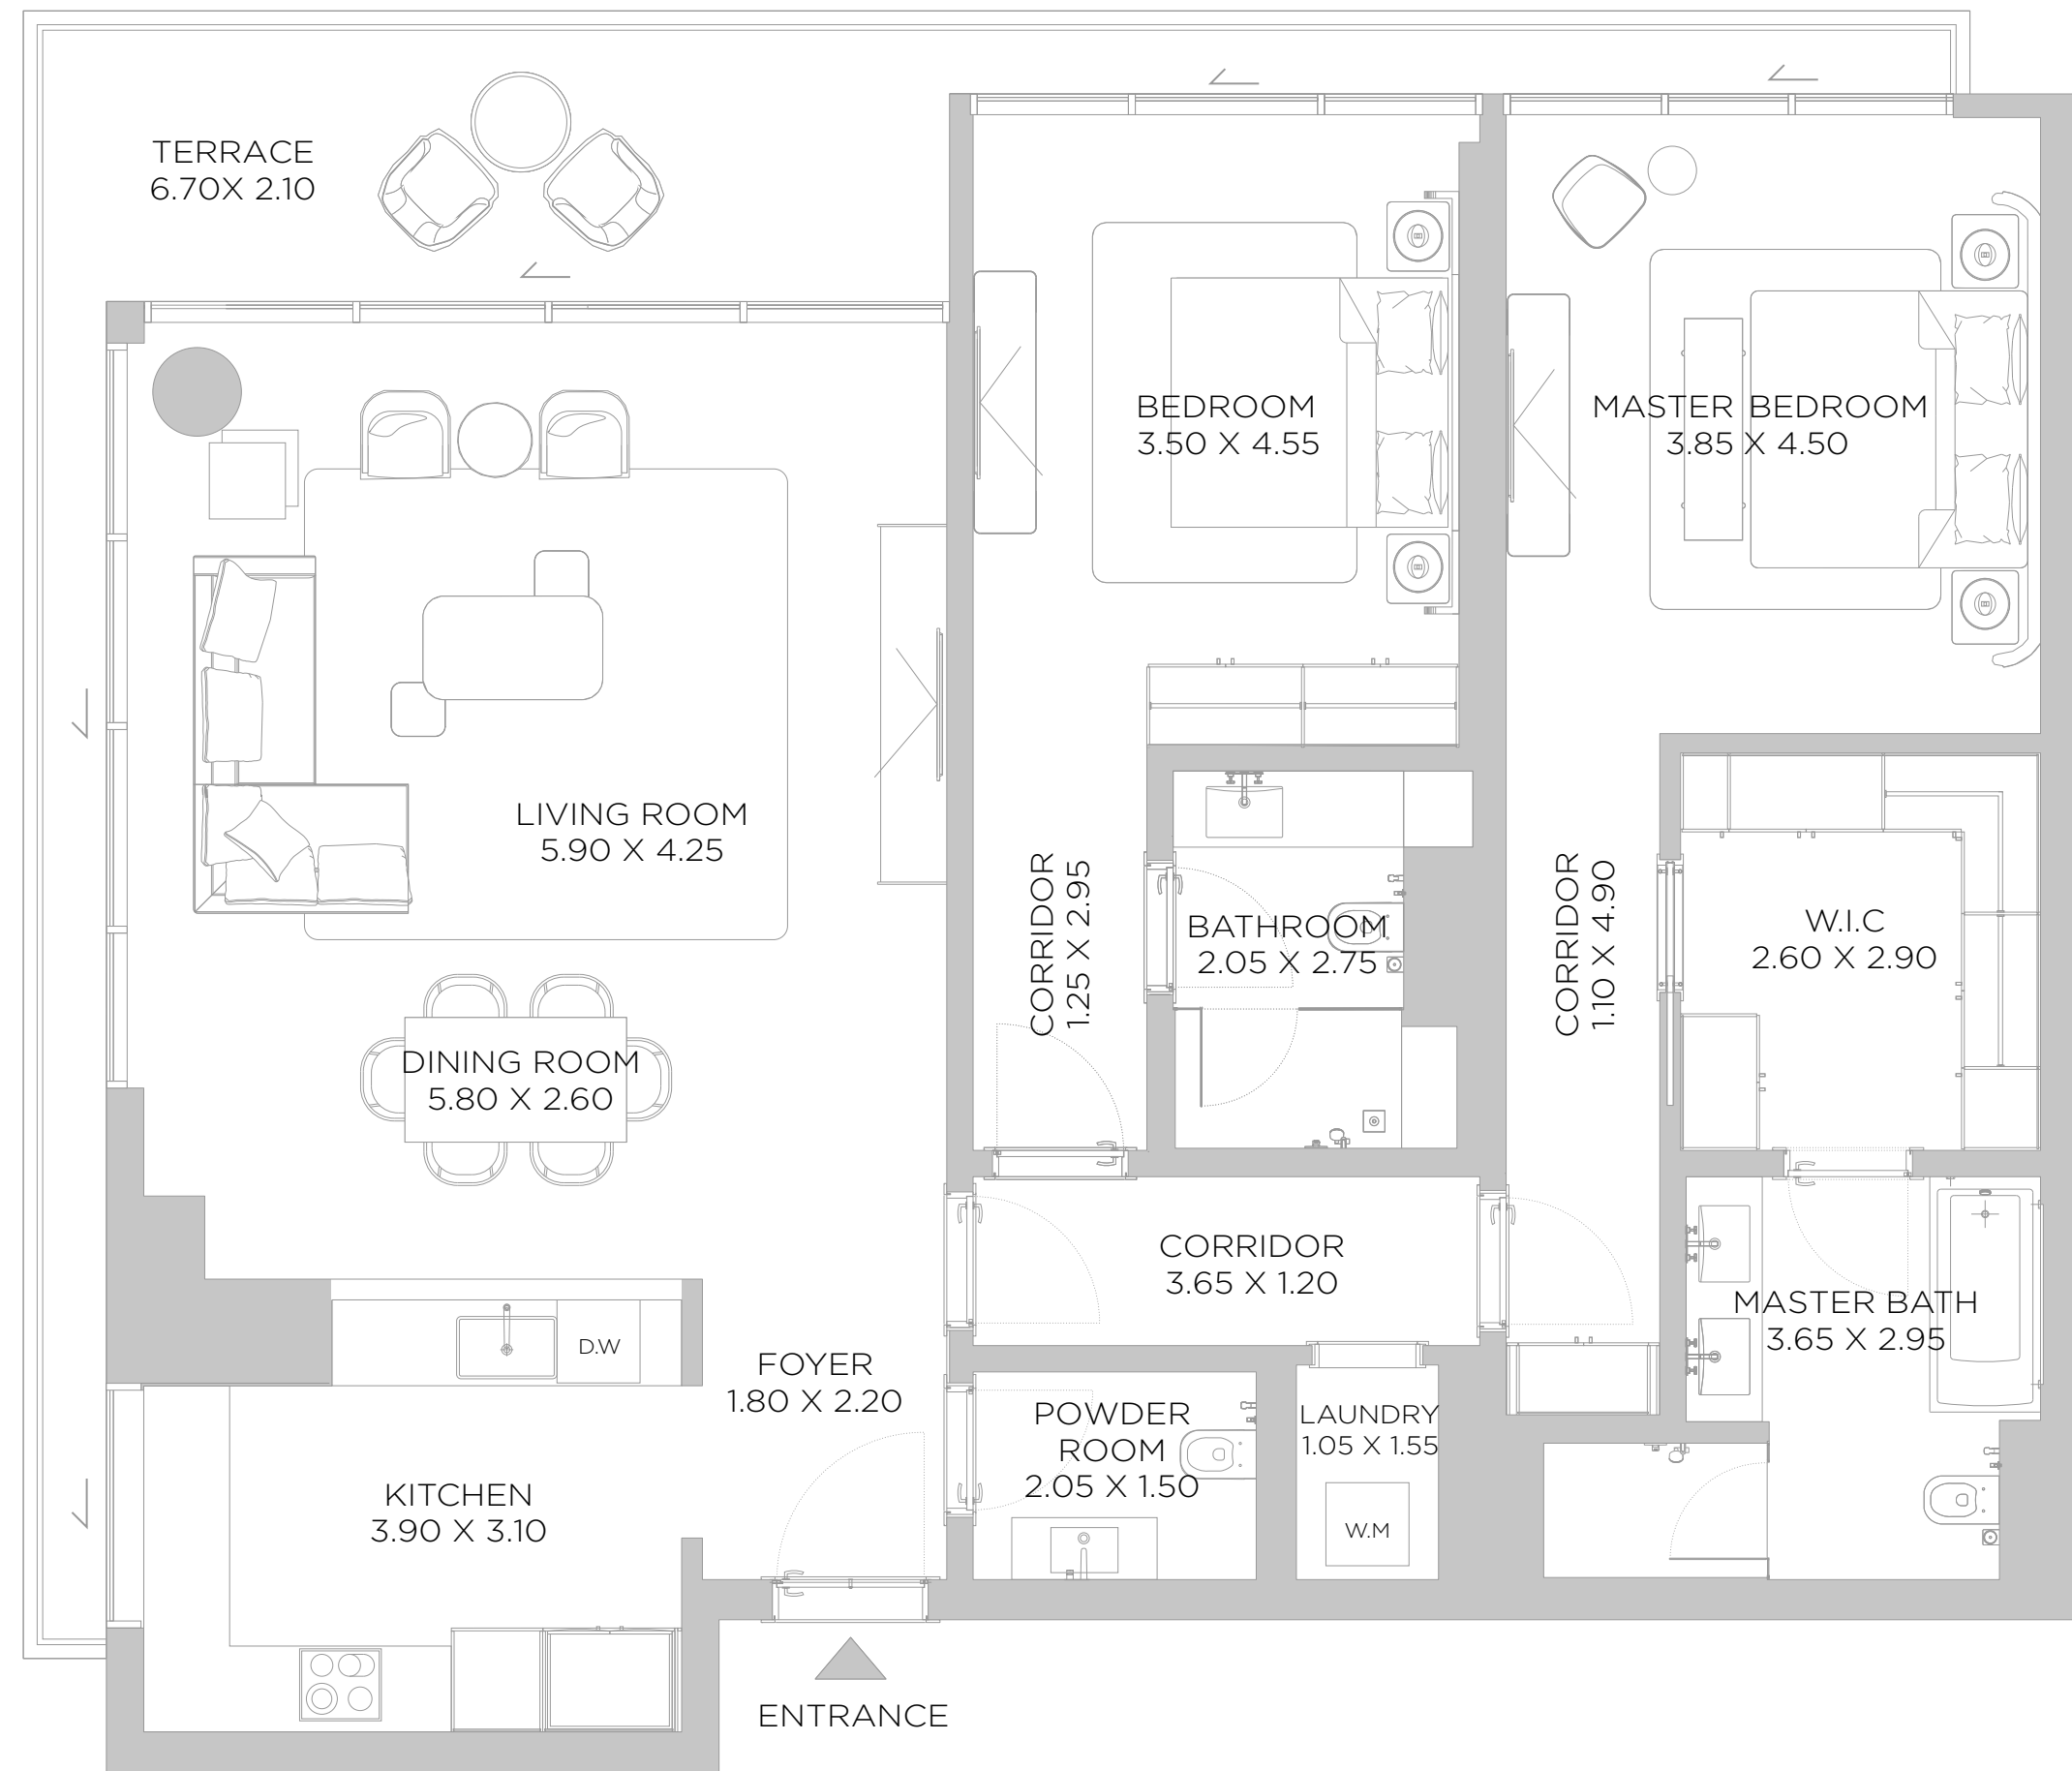 TERRACE
6.70X 2.10
BEDROOM
3.50 X 4.55
MASTER BEDROOM
3.85 X 4.50
LIVING ROOM
5.90 X 4.25
CORRIDOR
1.25 X 2.95
BATHROOM
2.05 X 2.75
CORRIDOR
1.10 X 4.90
W.I.C
2.60 X 2.90
DINING ROOM
5.80 X 2.60
CORRIDOR
3.65 X 1.20
MASTER BATH
3.65 X 2.95
D.W
FOYER
1.80 X 2.20
POWDER
ROOM
2.05 X 1.50
LAUNDRY
1.05 X 1.55
KITCHEN
3.90 X 3.10
W.M
ENTRANCE